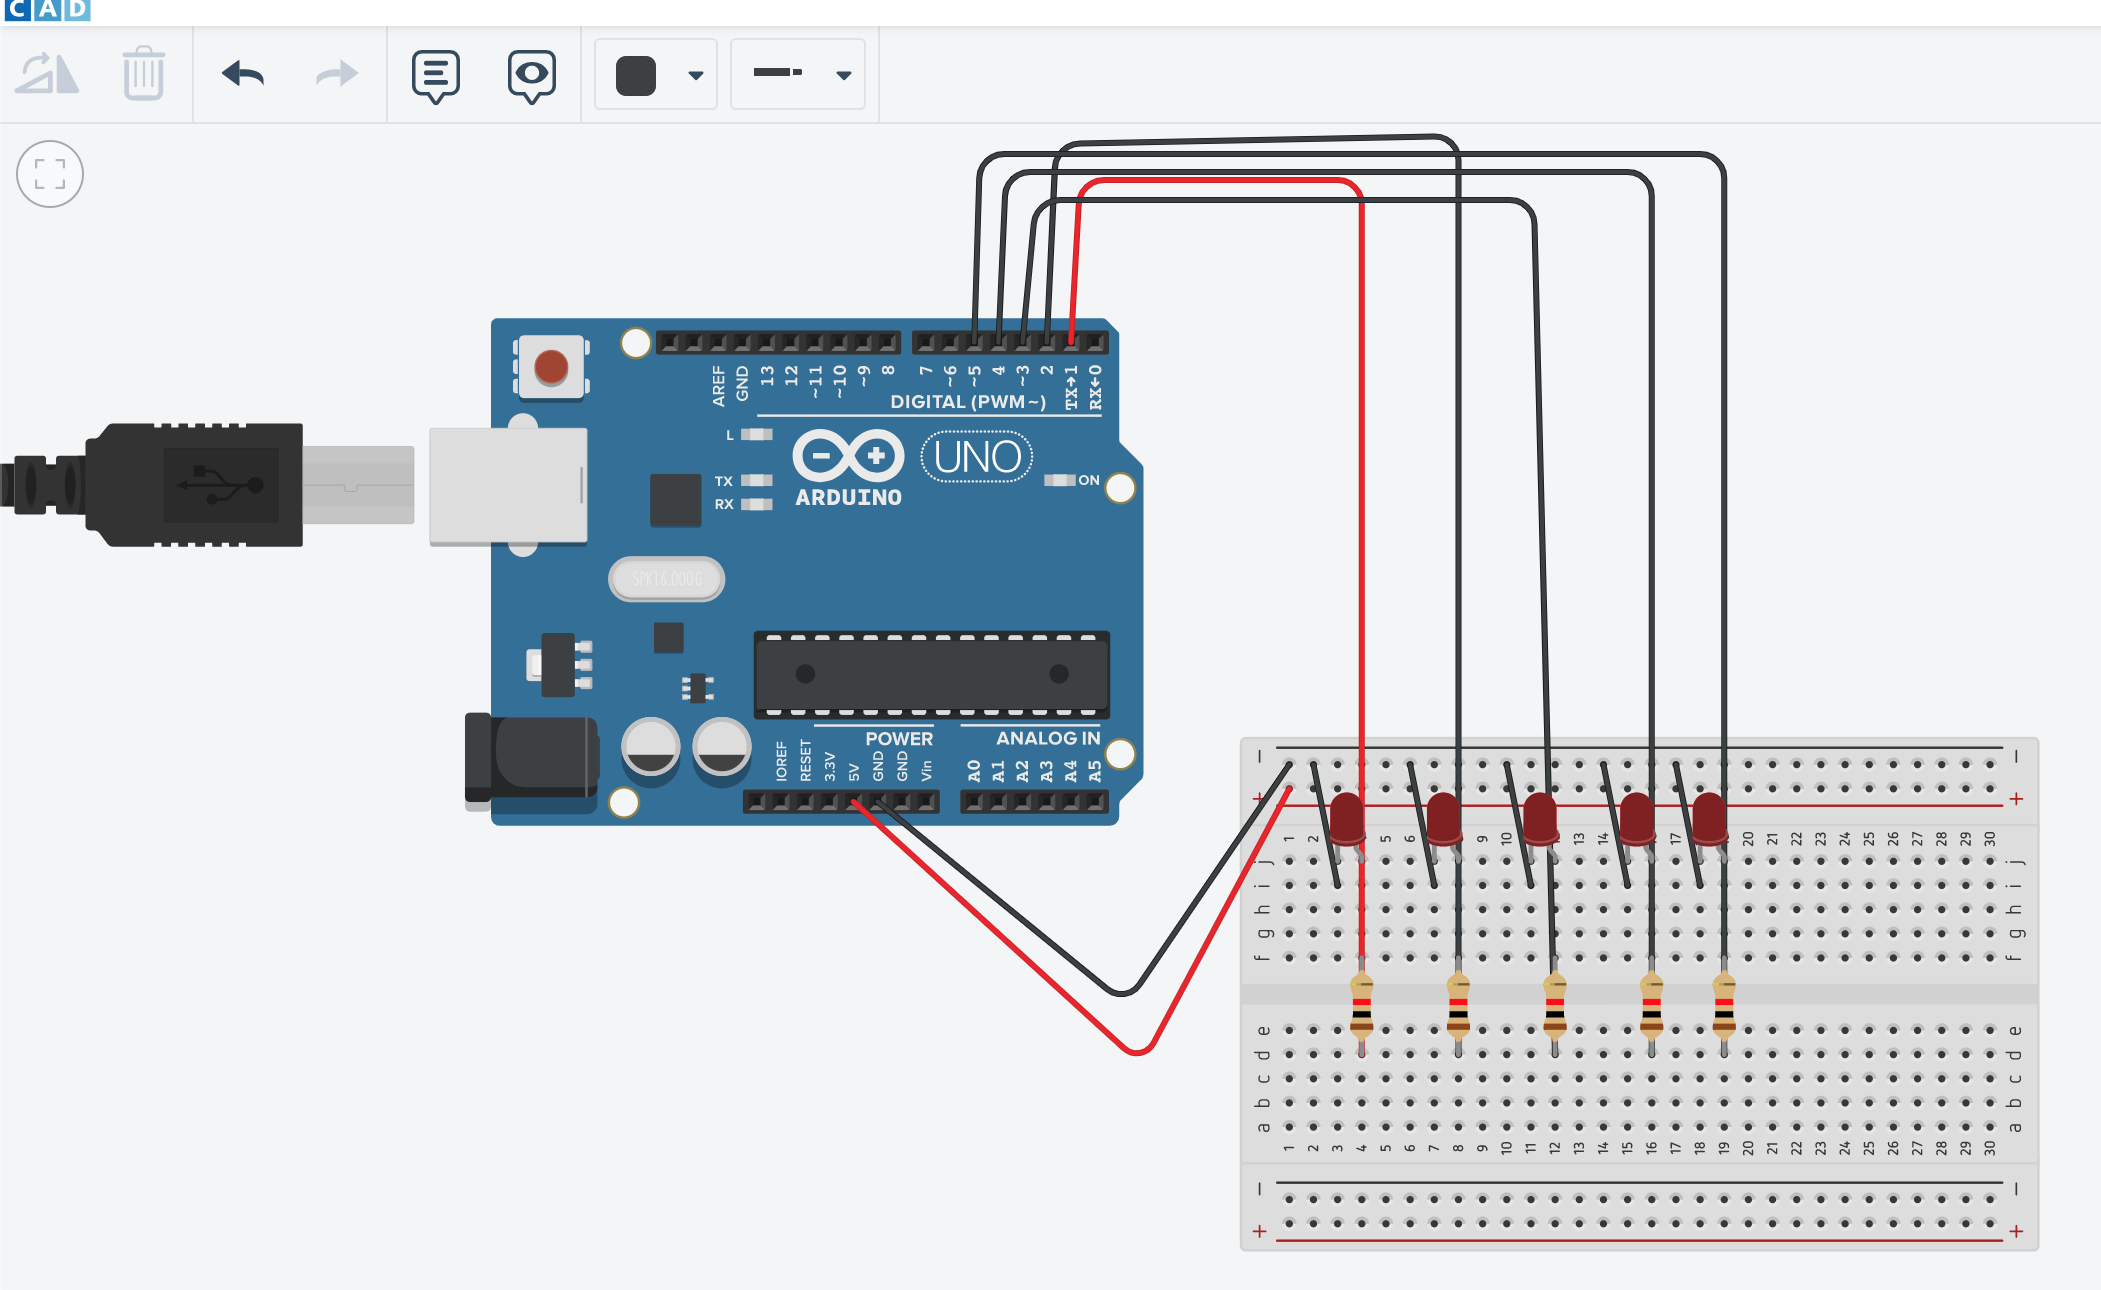 CAD
AREF GND 13 12 ~11 ~10 ~9 8 7 ~6 ~5 4 ~3 2 TX→1 RX←0
DIGITAL (PWM ~)
L
TX
RX
ARDUINO
UNO
ON
SPK16.000G
POWER
ANALOG IN
IOREF RESET 3.3V 5V GND GND Vin A0 A1 A2 A3 A4 A5
− −
+ +
1 2 5 6 9 10 13 14 17 20 21 22 23 24 25 26 27 28 29 30
j j
i i
h h
g g
f f
e e
d d
c c
b b
a a
1 2 3 4 5 6 7 8 9 10 11 12 13 14 15 16 17 18 19 20 21 22 23 24 25 26 27 28 29 30
− −
+ +